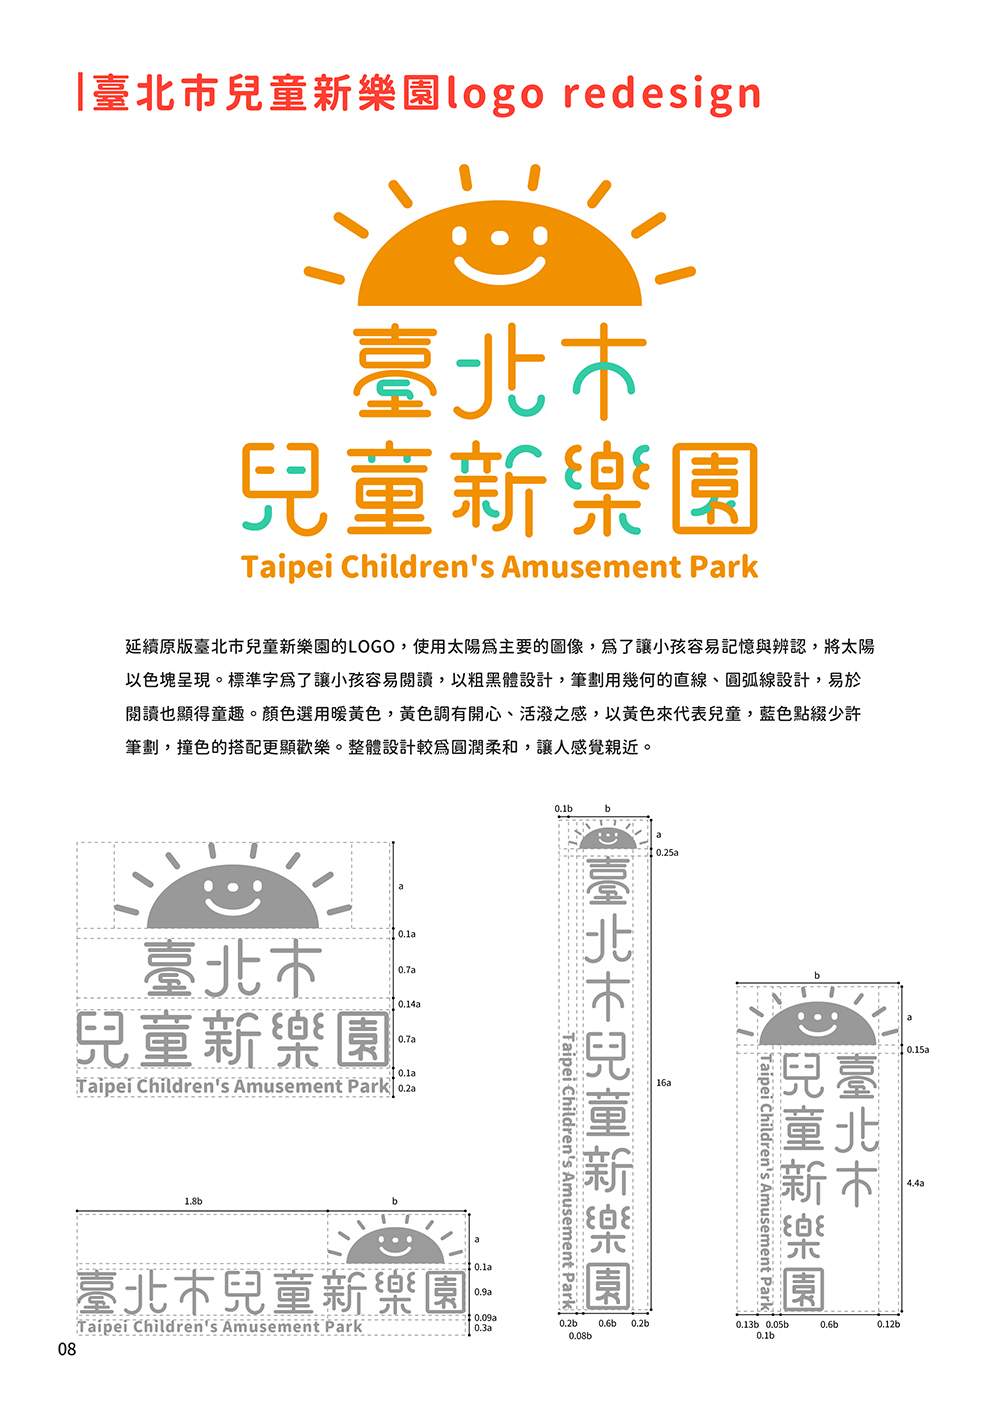 臺北市兒童新樂園logo redesign
臺北市
兒童新樂園
Taipei Children's Amusement Park
延續原版臺北市兒童新樂園的LOGO，使用太陽爲主要的圖像，爲了讓小孩容易記憶與辨認，將太陽
以色塊呈現。標準字爲了讓小孩容易閱讀，以粗黑體設計，筆劃用幾何的直線、圓弧線設計，易於
閱讀也顯得童趣。顏色選用暖黃色，黃色調有開心、活潑之感，以黃色來代表兒童，藍色點綴少許
筆劃，撞色的搭配更顯歡樂。整體設計較爲圓潤柔和，讓人感覺親近。
a
0.1a
臺北市
0.7a
0.14a
兒童新樂園
0.7a
0.1a
Taipei Children's Amusement Park
0.2a
1.8b
b
a
0.1a
臺北市兒童新樂園
0.9a
0.09a
Taipei Children's Amusement Park
0.3a
0.1b
b
a
0.25a
臺北市兒童新樂園
Taipei Children's Amusement Park
16a
0.2b
0.6b
0.2b
0.08b
b
a
0.15a
臺北市
兒童新樂園
Taipei Children's Amusement Park
4.4a
0.13b
0.05b
0.6b
0.12b
0.1b
08